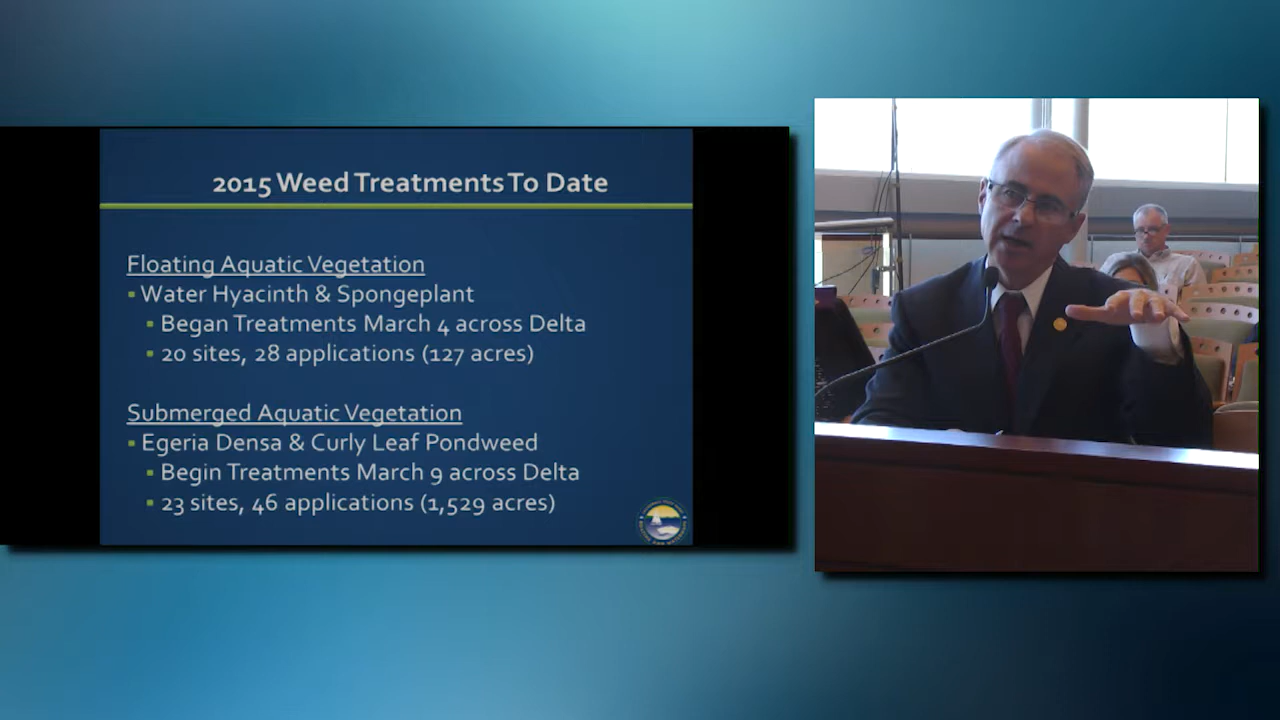 2015 Weed Treatments To Date
Floating Aquatic Vegetation
▪ Water Hyacinth & Spongeplant
▪ Began Treatments March 4 across Delta
▪ 20 sites, 28 applications (127 acres)
Submerged Aquatic Vegetation
▪ Egeria Densa & Curly Leaf Pondweed
▪ Begin Treatments March 9 across Delta
▪ 23 sites, 46 applications (1,529 acres)